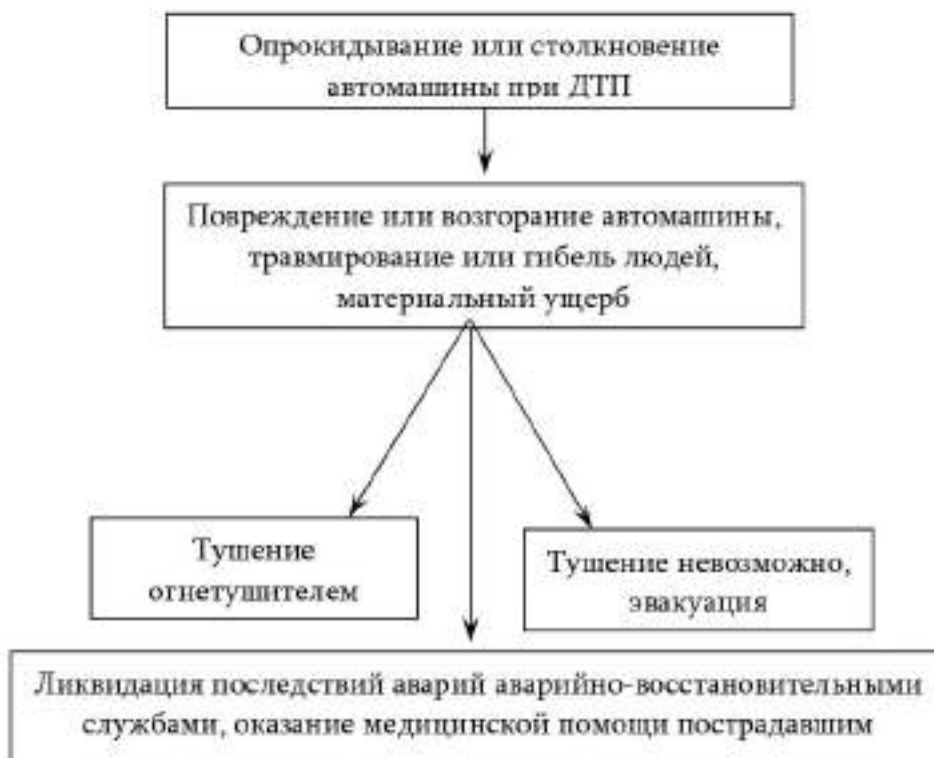 Опрокидывание или столкновение
автомашины при ДТП
Повреждение или возгорание автомашины,
травмирование или гибель людей,
материальный ущерб
Тушение
огнетушителем
Тушение невозможно,
эвакуация
Ликвидация последствий аварий аварийно-восстановительными
службами, оказание медицинской помощи пострадавшим